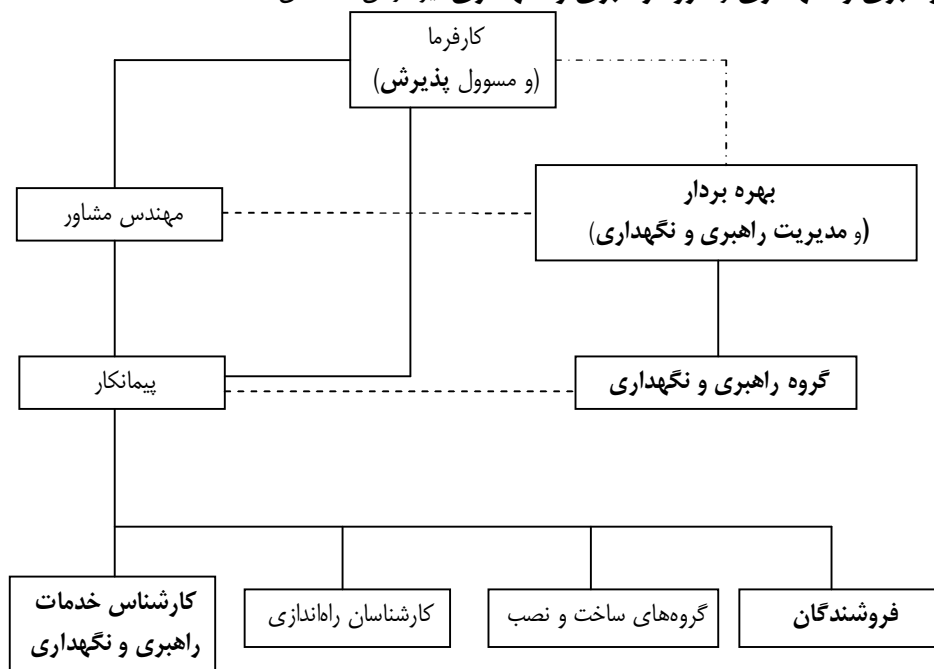 کارفرما
(و مسوول پذیرش)
مهندس مشاور
بهره بردار
(و مدیریت راهبری و نگهداری)
پیمانکار
گروه راهبری و نگهداری
کارشناس خدمات
راهبری و نگهداری
کارشناسان راه‌اندازی
گروه‌های ساخت و نصب
فروشندگان